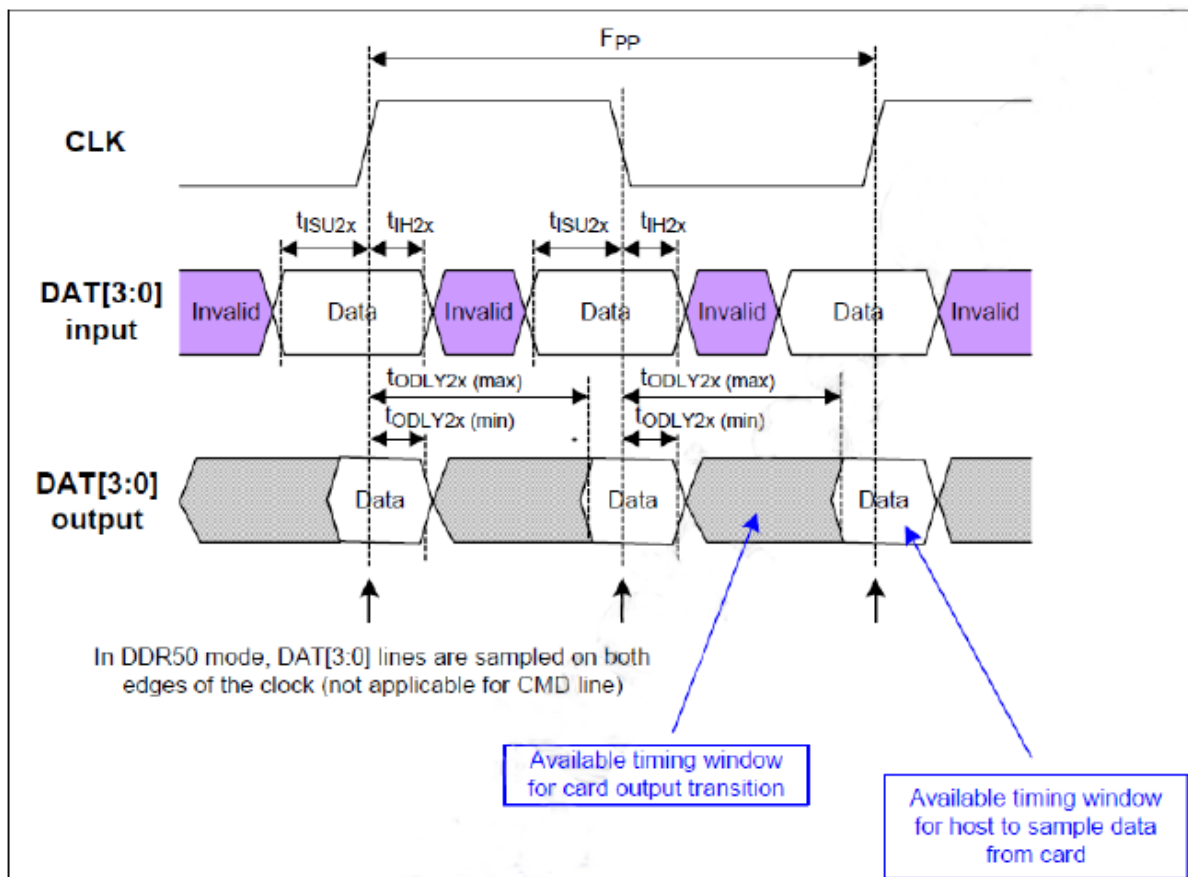 FPP
CLK
tISU2x tIH2x tISU2x tIH2x
DAT[3:0]
input
Invalid Data Invalid Data Invalid Data Invalid
tODLY2x (max) tODLY2x (max)
tODLY2x (min) tODLY2x (min)
DAT[3:0]
output
Data Data Data
In DDR50 mode, DAT[3:0] lines are sampled on both
edges of the clock (not applicable for CMD line)
Available timing window
for card output transition
Available timing window
for host to sample data
from card